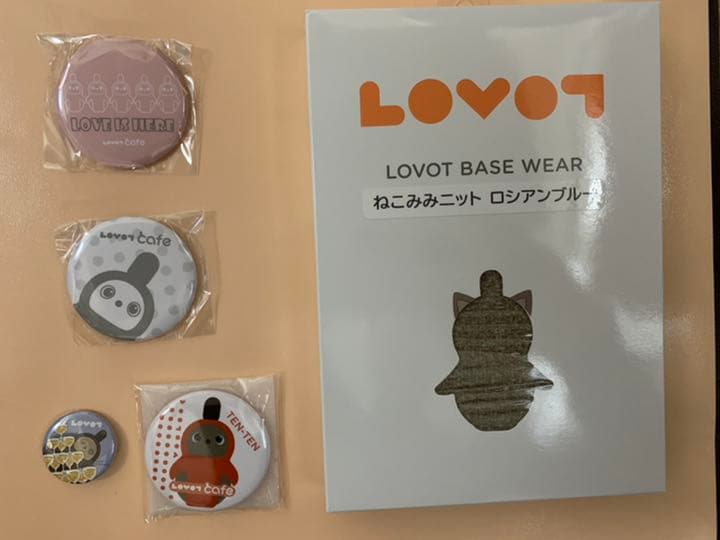 LOVE IS HERE
LOVOT cafe
LOVOT cafe
LOVOT
TEN-TEN
LOVOT cafe
LOVOT
LOVOT BASE WEAR
ねこみみニット ロシアンブルー